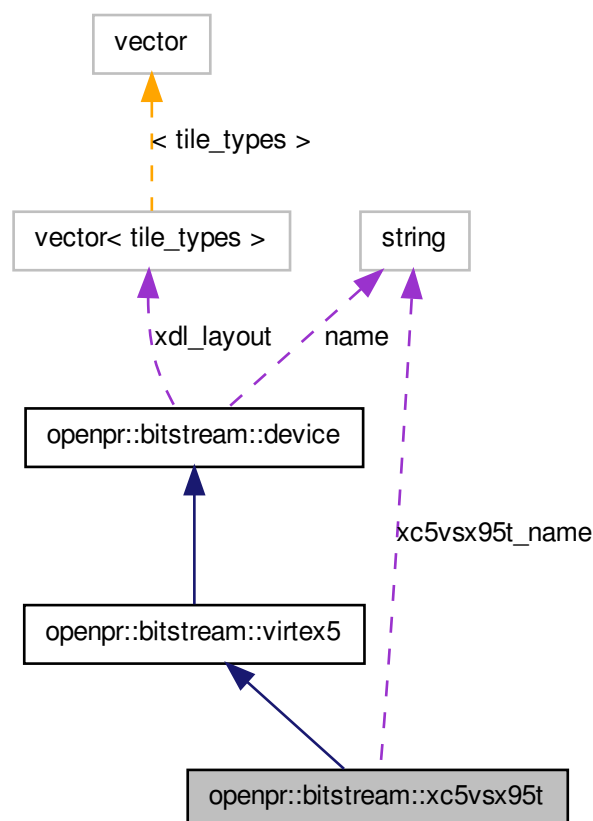 vector
< tile_types >
vector< tile_types >
string
xdl_layout
name
openpr::bitstream::device
xc5vsx95t_name
openpr::bitstream::virtex5
openpr::bitstream::xc5vsx95t